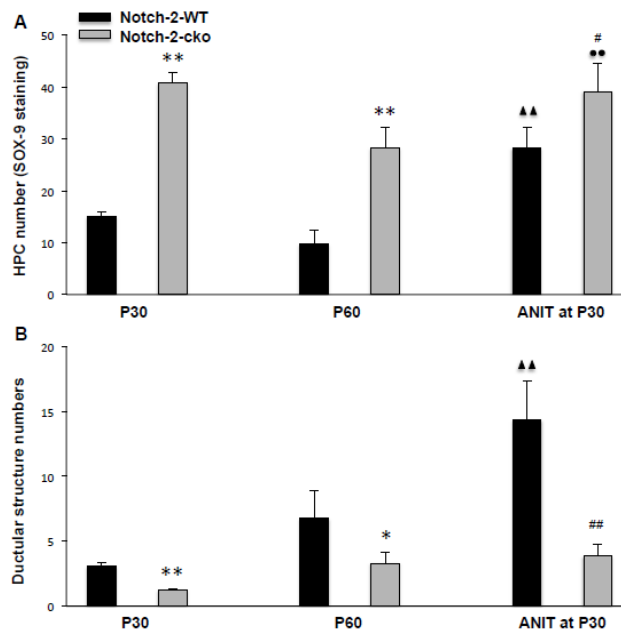 A
Notch-2-WT
Notch-2-cko
HPC number (SOX-9 staining)
50
40
30
20
10
0
**
**
▲▲
#
●●
P30
P60
ANIT at P30
B
Ductular structure numbers
20
15
10
5
0
**
*
▲▲
##
P30
P60
ANIT at P30